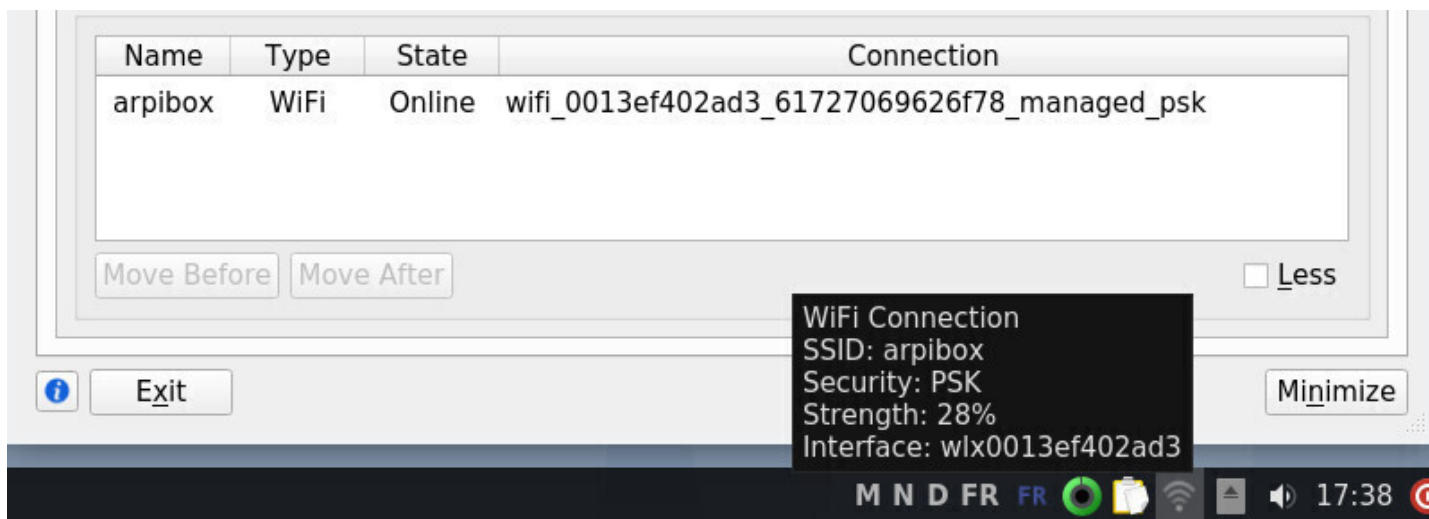 Name Type State Connection
arpibox WiFi Online wifi_0013ef402ad3_61727069626f78_managed_psk
Move Before Move After Less
WiFi Connection
SSID: arpibox
Security: PSK
Strength: 28%
Interface: wlx0013ef402ad3
i Exit Minimize
M N D FR FR 17:38